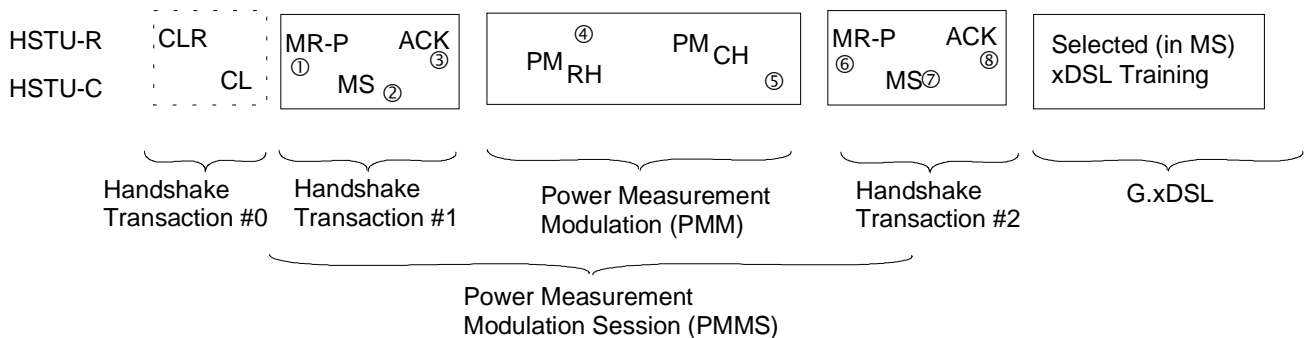 HSTU-R
HSTU-C
CLR
CL
MR-P
①
MS ②
ACK
③
④
PM RH
PM CH
⑤
MR-P
⑥
MS⑦
ACK
⑧
Selected (in MS)
xDSL Training
Handshake
Transaction #0
Handshake
Transaction #1
Power Measurement
Modulation (PMM)
Handshake
Transaction #2
G.xDSL
Power Measurement
Modulation Session (PMMS)